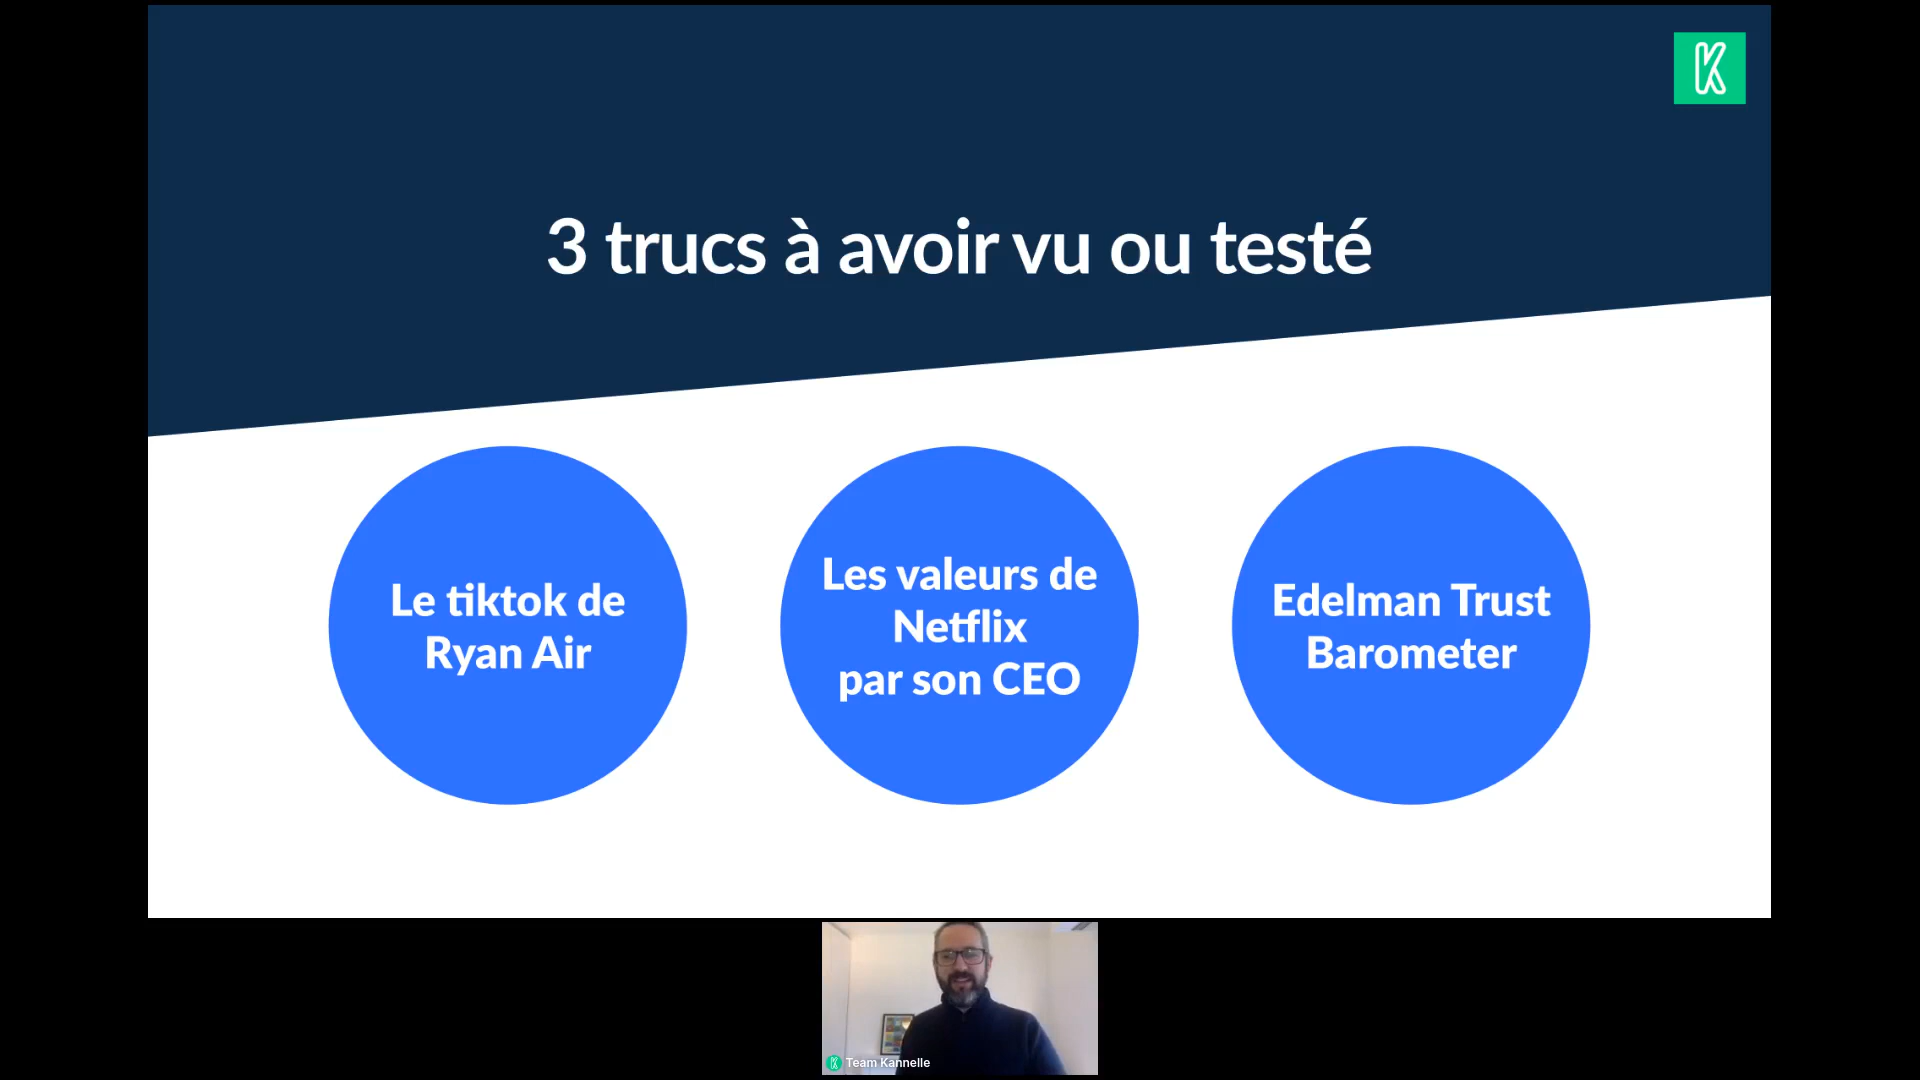 K
3 trucs à avoir vu ou testé
Le tiktok de
Ryan Air
Les valeurs de
Netflix
par son CEO
Edelman Trust
Barometer
Team Kannelle